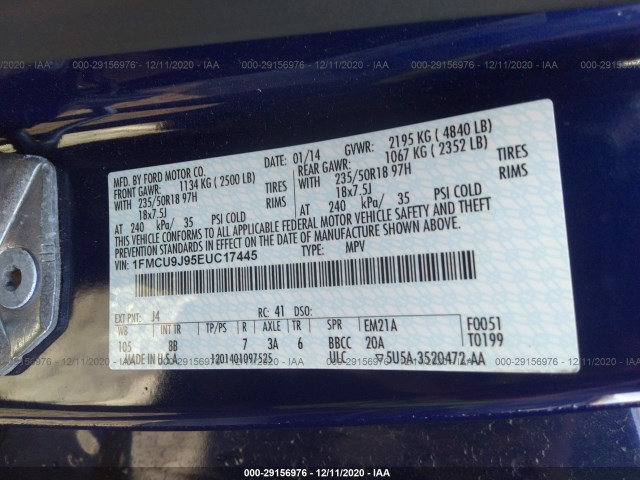 000-29156976 - 12/11/2020 - IAA 000-29156976 - 12/11/2020 - IAA 000-29156976 - 12/11/2020 - IAA
MFD. BY FORD MOTOR CO. DATE: 01/14 GVWR: 2195 KG ( 4840 LB)
FRONT GAWR: 1134 KG ( 2500 LB) REAR GAWR: 1067 KG ( 2352 LB)
WITH 235/50R18 97H TIRES WITH 235/50R18 97H TIRES
18x7.5J RIMS 18x7.5J RIMS
AT 240 kPa/ 35 PSI COLD AT 240 kPa/ 35 PSI COLD
THIS VEHICLE CONFORMS TO ALL APPLICABLE FEDERAL MOTOR VEHICLE SAFETY AND THEFT
PREVENTION STANDARDS IN EFFECT ON THE DATE OF MANUFACTURE SHOWN ABOVE.
VIN: 1FMCU9J95EUC17445 TYPE: MPV
EXT PNT: J4 RC: 41 DSO:
WB INT TR TP/PS R AXLE TR SPR EM21A F0051
105 BB 7 3A 6 BBCC 20A T0199
MADE IN U.S.A. 1201401097525 ULC 5U5A-3520472-AA
000-29156976 - 12/11/2020 - IAA 000-29156976 - 12/11/2020 - IAA 000-29156976 - 12/11/2020 - IAA
000-29156976 - 12/11/2020 - IAA